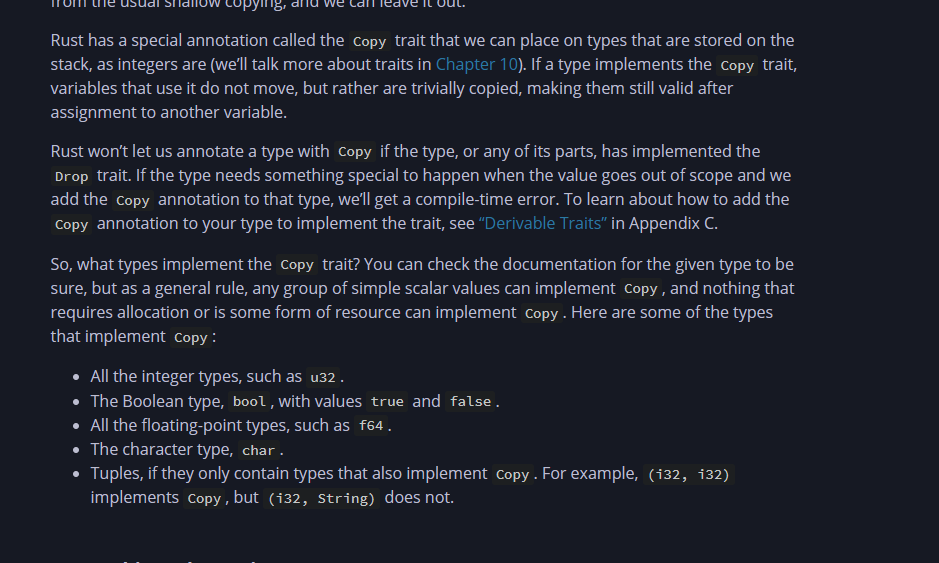 from the usual shallow copying, and we can leave it out.
Rust has a special annotation called the Copy trait that we can place on types that are stored on the
stack, as integers are (we’ll talk more about traits in Chapter 10). If a type implements the Copy trait,
variables that use it do not move, but rather are trivially copied, making them still valid after
assignment to another variable.
Rust won’t let us annotate a type with Copy if the type, or any of its parts, has implemented the
Drop trait. If the type needs something special to happen when the value goes out of scope and we
add the Copy annotation to that type, we’ll get a compile-time error. To learn about how to add the
Copy annotation to your type to implement the trait, see “Derivable Traits” in Appendix C.
So, what types implement the Copy trait? You can check the documentation for the given type to be
sure, but as a general rule, any group of simple scalar values can implement Copy, and nothing that
requires allocation or is some form of resource can implement Copy. Here are some of the types
that implement Copy:
• All the integer types, such as u32.
• The Boolean type, bool, with values true and false.
• All the floating-point types, such as f64.
• The character type, char.
• Tuples, if they only contain types that also implement Copy. For example, (i32, i32)
implements Copy, but (i32, String) does not.